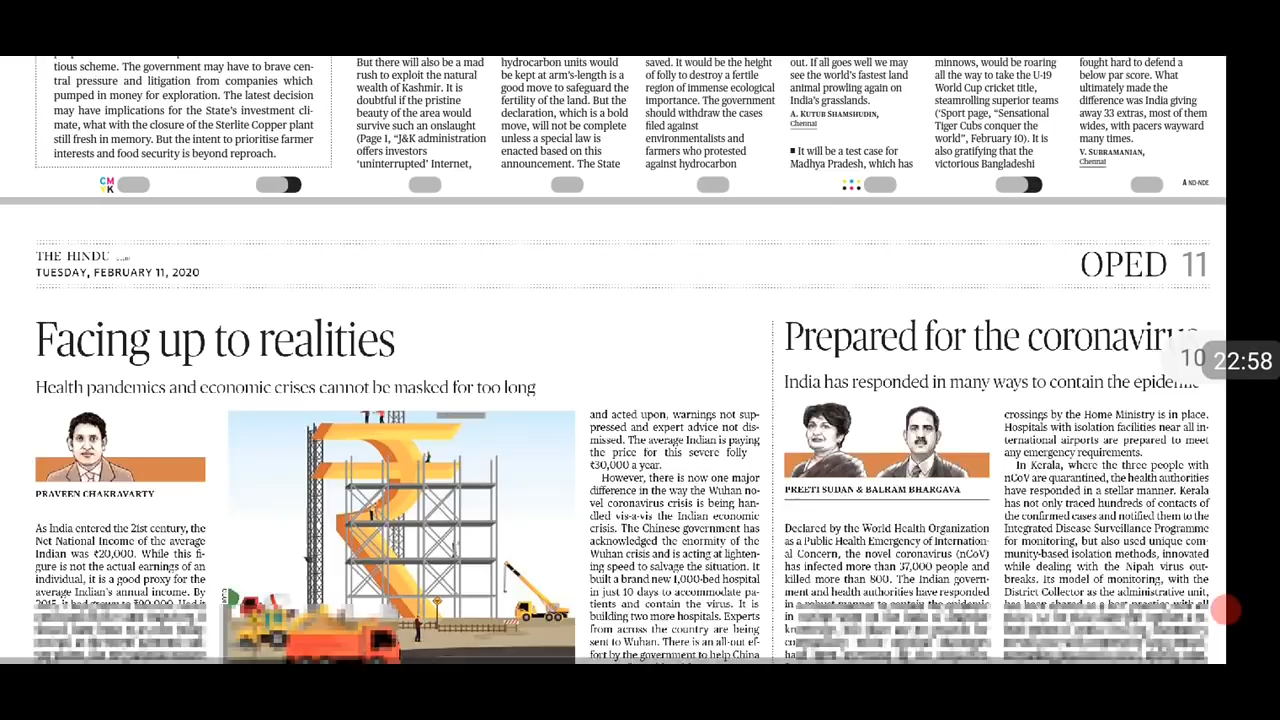 tious scheme. The government may have to brave cen-
tral pressure and litigation from companies which
pumped in money for exploration. The latest decision
may have implications for the State's investment cli-
mate, what with the closure of the Sterlite Copper plant
still fresh in memory. But the intent to prioritise farmer
interests and food security is beyond reproach.
But there will also be a mad
rush to exploit the natural
wealth of Kashmir. It is
doubtful if the pristine
beauty of the area would
survive such an onslaught
(Page 1, “J&K administration
offers investors
‘uninterrupted’ Internet,
hydrocarbon units would
be kept at arm's-length is a
good move to safeguard the
fertility of the land. But the
declaration, which is a bold
move, will not be complete
unless a special law is
enacted based on this
announcement. The State
saved. It would be the height
of folly to destroy a fertile
region of immense ecological
importance. The government
should withdraw the cases
filed against
environmentalists and
farmers who protested
against hydrocarbon
out. If all goes well we may
see the world's fastest land
animal prowling again on
India's grasslands.
A. KUTUB SHAMSHUDIN,
Chennai
■ It will be a test case for
Madhya Pradesh, which has
minnows, would be roaring
all the way to take the U-19
World Cup cricket title,
steamrolling superior teams
(‘Sport page, “Sensational
Tiger Cubs conquer the
world”, February 10). It is
also gratifying that the
victorious Bangladeshi
fought hard to defend a
below par score. What
ultimately made the
difference was India giving
away 33 extras, most of them
wides, with pacers wayward
many times.
V. SUBRAMANIAN,
Chennai
CM
YK
A ND-NDE
THE HINDU
TUESDAY, FEBRUARY 11, 2020
OPED 11
Facing up to realities
Health pandemics and economic crises cannot be masked for too long
PRAVEEN CHAKRAVARTY
As India entered the 21st century, the
Net National Income of the average
Indian was ₹20,000. While this fi-
gure is not the actual earnings of an
individual, it is a good proxy for the
average Indian's annual income. By
and acted upon, warnings not sup-
pressed and expert advice not dis-
missed. The average Indian is paying
the price for this severe folly
₹30,000 a year.
However, there is now one major
difference in the way the Wuhan no-
vel coronavirus crisis is being han-
dled vis-a-vis the Indian economic
crisis. The Chinese government has
acknowledged the enormity of the
Wuhan crisis and is acting at lighten-
ing speed to salvage the situation. It
built a brand new 1,000-bed hospital
in just 10 days to accommodate pa-
tients and contain the virus. It is
building two more hospitals. Experts
from across the country are being
sent to Wuhan. There is an all-out ef-
fort by the government to help China
Prepared for the coronavirus
India has responded in many ways to contain the epidemic
10 22:58
PREETI SUDAN & BALRAM BHARGAVA
Declared by the World Health Organization
as a Public Health Emergency of Internation-
al Concern, the novel coronavirus (nCoV)
has infected more than 37,000 people and
killed more than 800. The Indian govern-
ment and health authorities have responded
in a robust manner to contain the epidemic
crossings by the Home Ministry is in place.
Hospitals with isolation facilities near all in-
ternational airports are prepared to meet
any emergency requirements.
In Kerala, where the three people with
nCoV are quarantined, the health authorities
have responded in a stellar manner. Kerala
has not only traced hundreds of contacts of
the confirmed cases and notified them to the
Integrated Disease Surveillance Programme
for monitoring, but also used unique com-
munity-based isolation methods, innovated
while dealing with the Nipah virus out-
breaks. Its model of monitoring, with the
District Collector as the administrative unit,